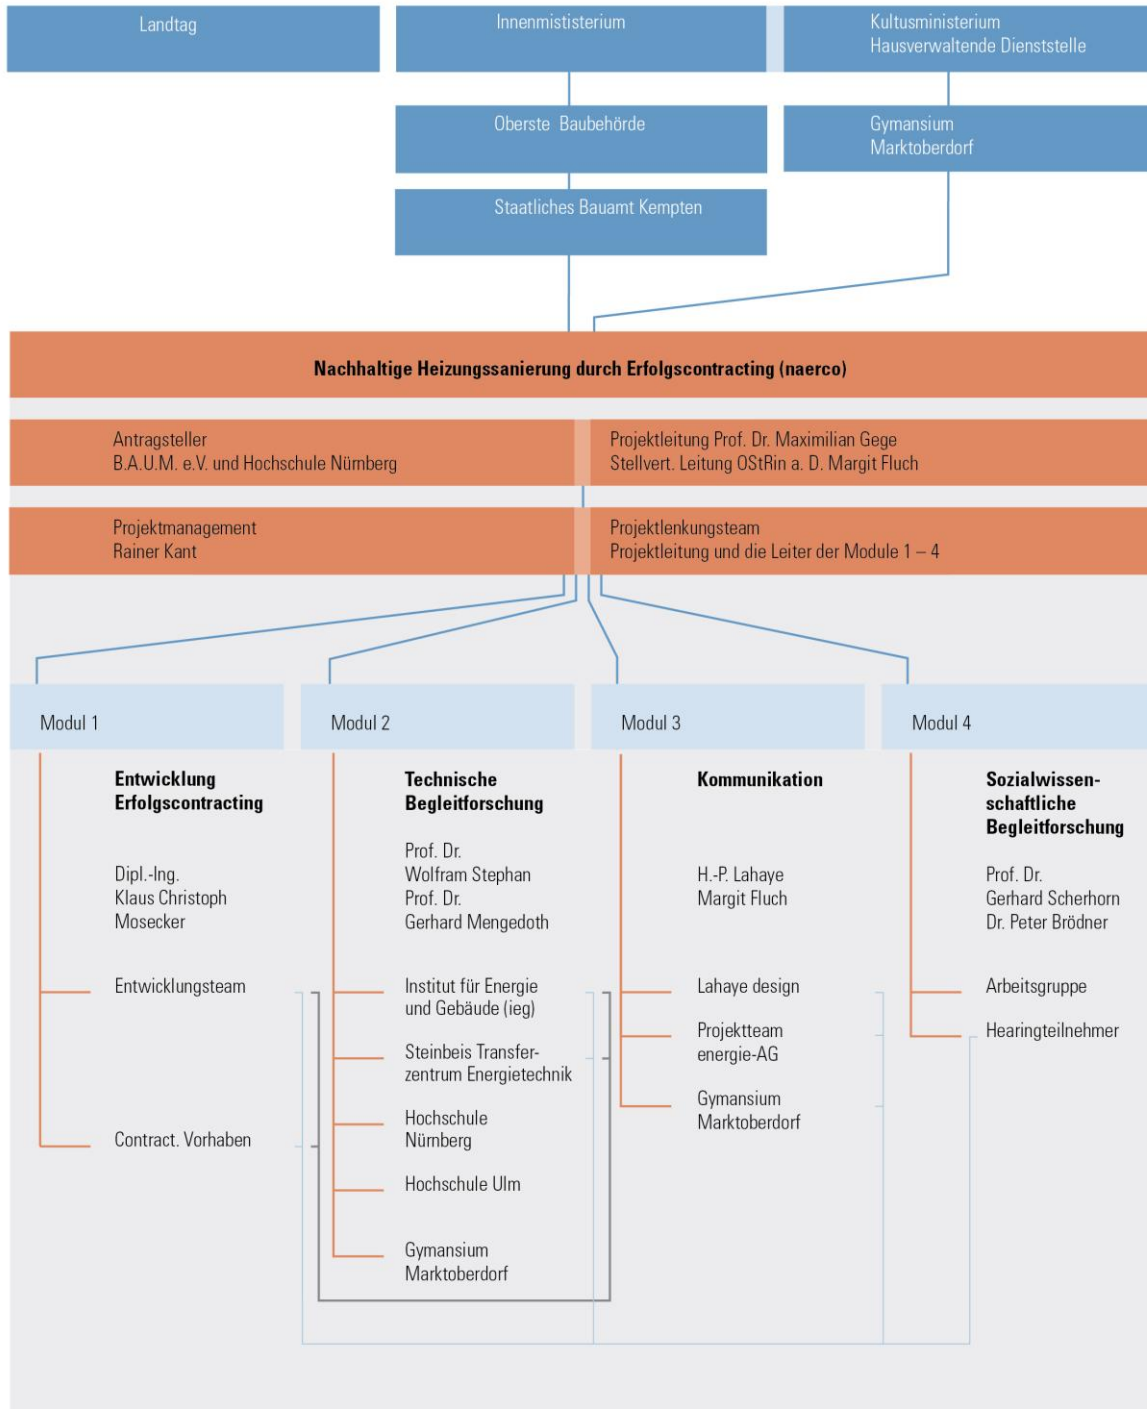 Landtag
Innenmististerium
Kultusministerium
Hausverwaltende Dienststelle
Oberste Baubehörde
Gymansium
Marktoberdorf
Staatliches Bauamt Kempten
Nachhaltige Heizungssanierung durch Erfolgscontracting (naerco)
Antragsteller
B.A.U.M. e.V. und Hochschule Nürnberg
Projektleitung Prof. Dr. Maximilian Gege
Stellvert. Leitung OStRin a. D. Margit Fluch
Projektmanagement
Rainer Kant
Projektlenkungsteam
Projektleitung und die Leiter der Module 1 – 4
Modul 1
Entwicklung
Erfolgscontracting
Dipl.-Ing.
Klaus Christoph
Mosecker
Entwicklungsteam
Contract. Vorhaben
Modul 2
Technische
Begleitforschung
Prof. Dr.
Wolfram Stephan
Prof. Dr.
Gerhard Mengedoth
Institut für Energie
und Gebäude (ieg)
Steinbeis Transfer-
zentrum Energietechnik
Hochschule
Nürnberg
Hochschule Ulm
Gymansium
Marktoberdorf
Modul 3
Kommunikation
H.-P. Lahaye
Margit Fluch
Lahaye design
Projektteam
energie-AG
Gymansium
Marktoberdorf
Modul 4
Sozialwissen-
schaftliche
Begleitforschung
Prof. Dr.
Gerhard Scherhorn
Dr. Peter Brödner
Arbeitsgruppe
Hearingteilnehmer